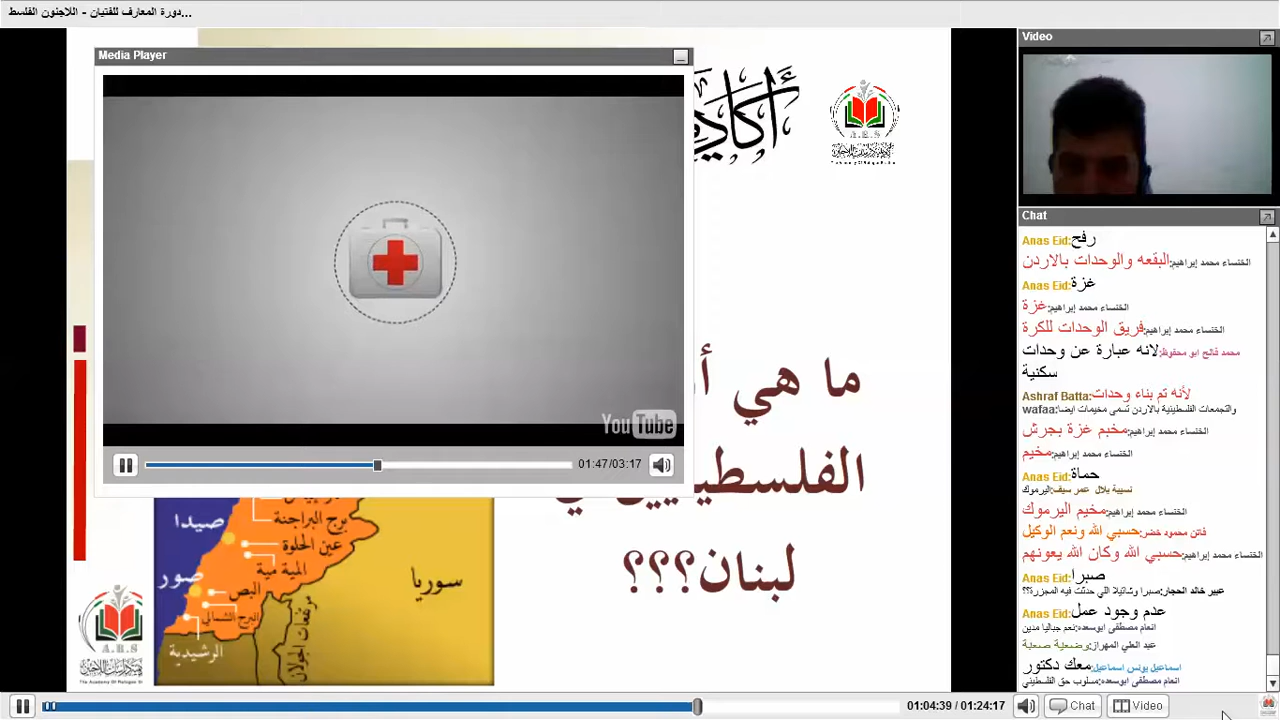 دورة المعارف للفتيان - اللاجئون الفلسط...
Media Player
A.B.S
YouTube
01:47/03:17
ما هي
لبنان؟؟؟
صيدا
برج البراجنة
عين الحلوة
المية مية
صور
البص
البرج الشمالي
الرشيدية
سوريا
مرتفعات الجولان
A.B.S
Video
Chat
Anas Eid:رفح
الخنساء محمد إبراهيم:البقعه والوحدات بالاردن
Anas Eid:غزة
الخنساء محمد إبراهيم:غزة
الخنساء محمد إبراهيم:فريق الوحدات للكرة
محمد فالح ابو محفوظ:لانه عبارة عن وحدات
سكنية
Ashraf Batta:لأنه تم بناء وحدات
wafaa:والتجمعات الفلسطينية بالاردن تسمى مخيمات ايضا
الخنساء محمد إبراهيم:مخيم غزة بجرش
الخنساء محمد إبراهيم:مخيم
Anas Eid:حماة
نسيبة بلال عمر سيف:اليرموك
الخنساء محمد إبراهيم:مخيم اليرموك
فاتن محمود خضر:حسبي الله ونعم الوكيل
الخنساء محمد إبراهيم:حسبي الله وكان الله يعونهم
Anas Eid:صبرا
عبير خالد الحجار:صبرا وشاتيلا اللي حدثت فيه المجزرة؟؟
Anas Eid:عدم وجود عمل
انعام مصطفى ابوسعده:نعم جباليا مدين
عبد العلي المهراز:وضعية صعبة
اسماعيل يونس اسماعيل:معك دكتور
انعام مصطفى ابوسعده:مسلوب حق الفلسطيني
01:04:39 / 01:24:17
Chat
Video